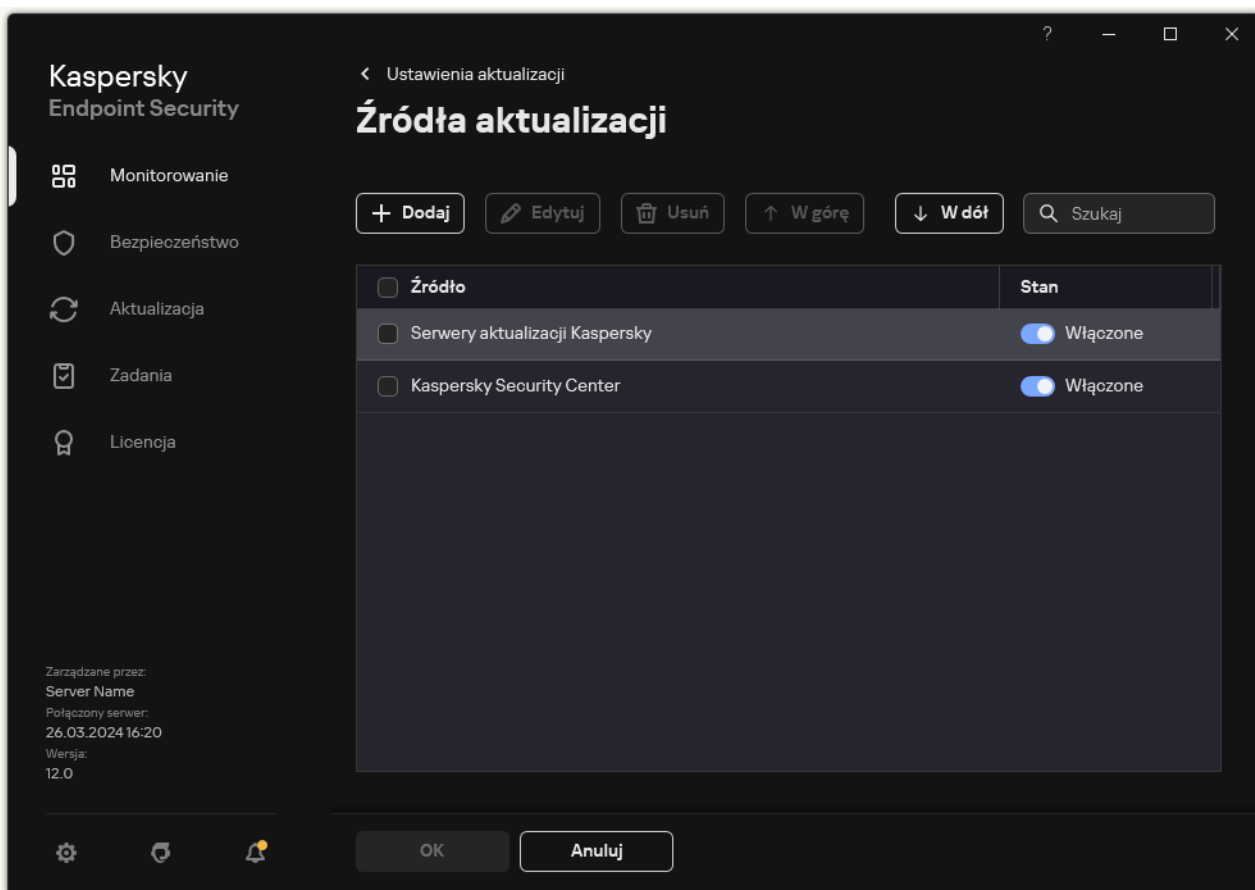 ?
Kaspersky
Endpoint Security
Monitorowanie
Bezpieczeństwo
Aktualizacja
Zadania
Licencja
Zarządzane przez:
Server Name
Połączony serwer:
26.03.2024 16:20
Wersja:
12.0
Ustawienia aktualizacji
Źródła aktualizacji
Dodaj Edytuj Usuń W górę W dół Szukaj
Źródło Stan
Serwery aktualizacji Kaspersky Włączone
Kaspersky Security Center Włączone
OK Anuluj